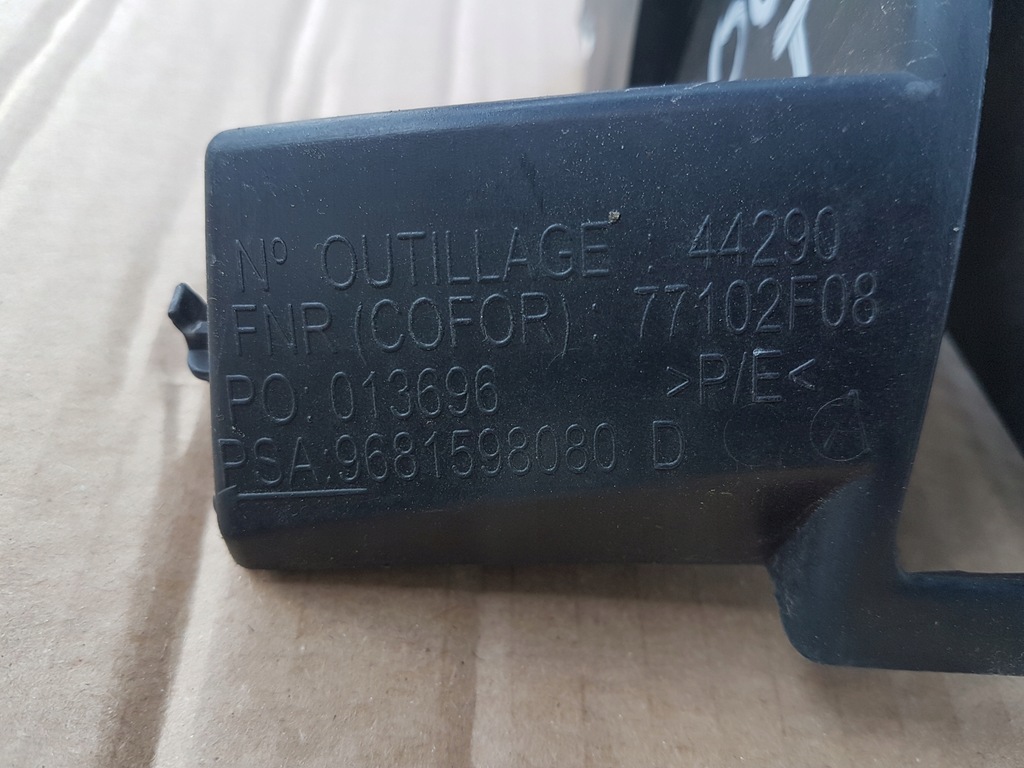 N° OUTILLAGE : 44290
FNR (COFOR) : 77102F08
PO: 013696 >P/E<
PSA:9681598080 D A